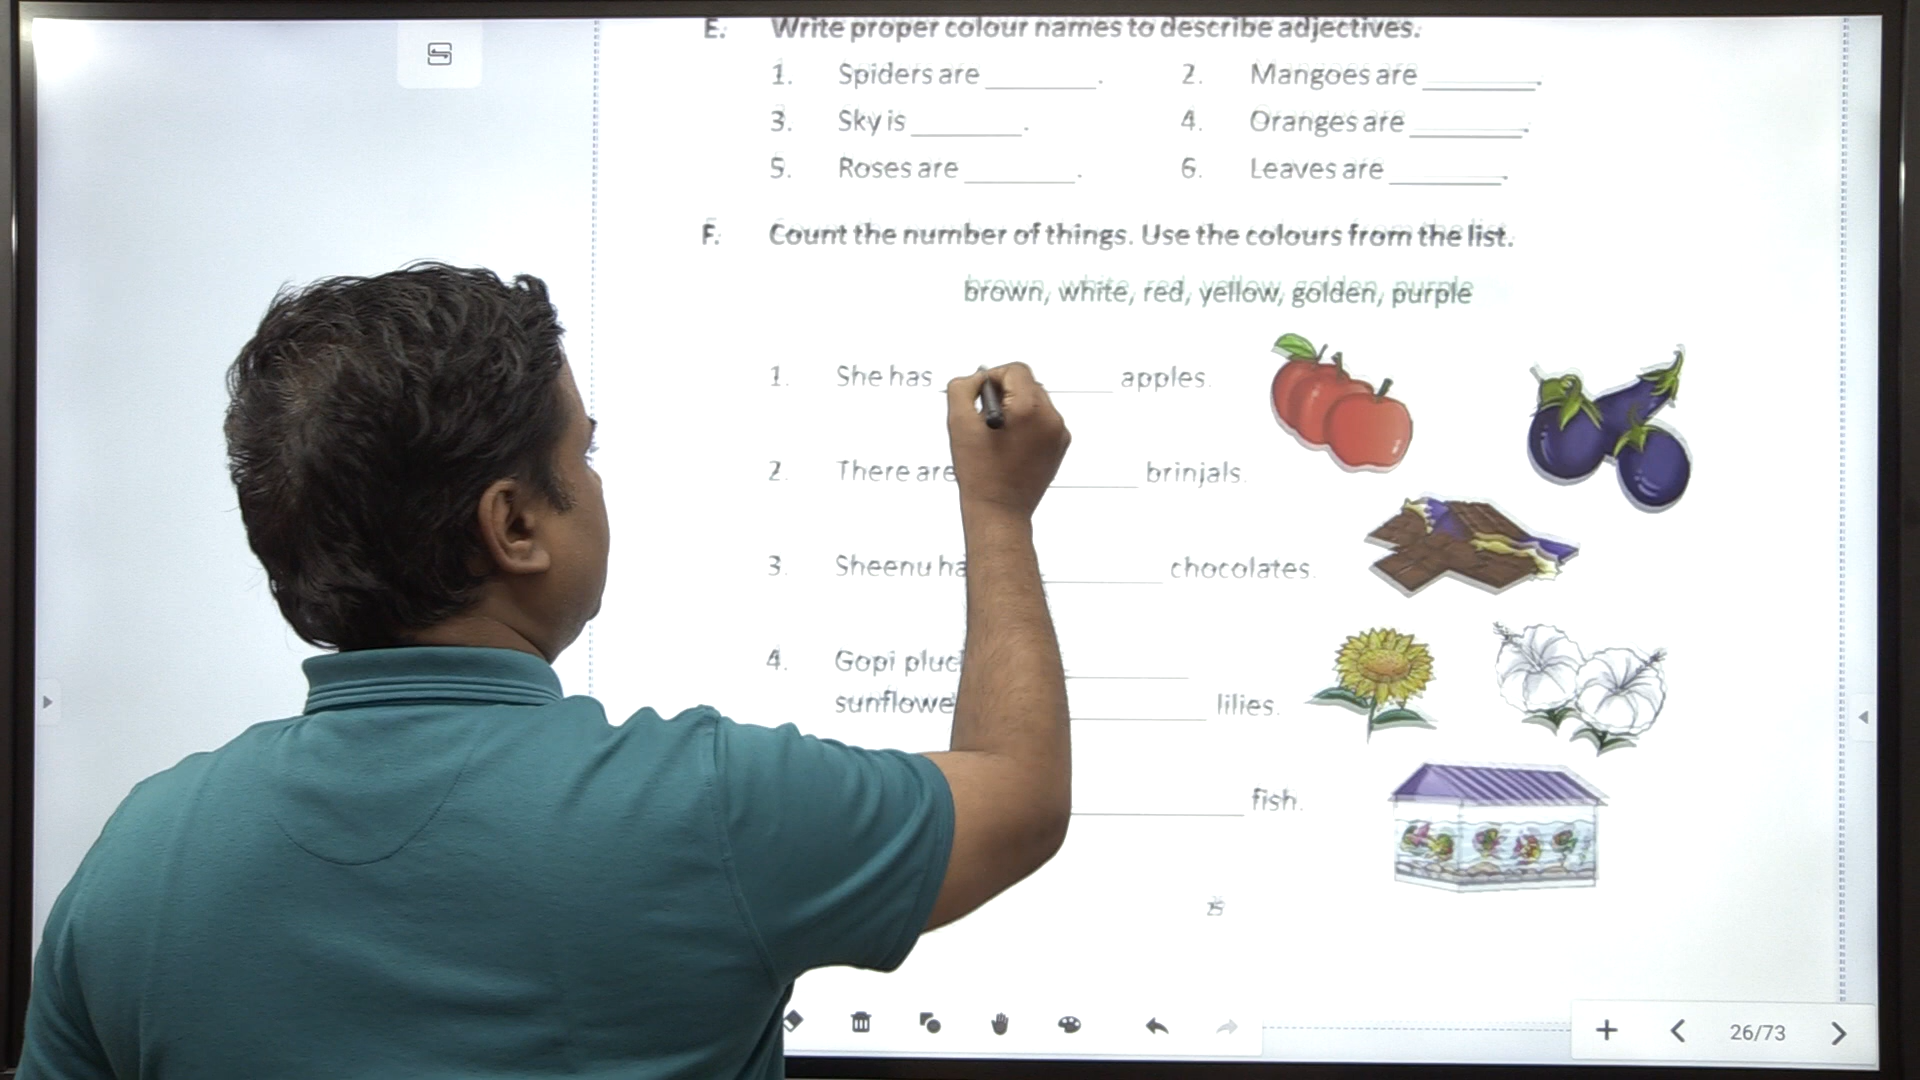 E. Write proper colour names to describe adjectives.
1. Spiders are ________. 2. Mangoes are ________.
3. Sky is ________. 4. Oranges are ________.
5. Roses are ________. 6. Leaves are ________.
F. Count the number of things. Use the colours from the list.
brown, white, red, yellow, golden, purple
1. She has ________ apples.
2. There are ________ brinjals.
3. Sheenu ha ________ chocolates.
4. Gopi pluc ________
sunflowe ________ lilies.
________ fish.
25
26/73